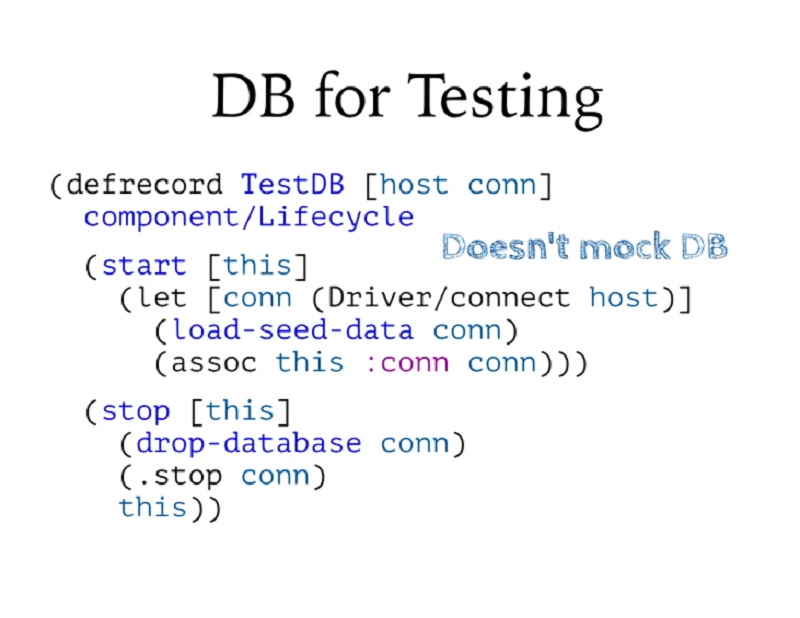 DB for Testing
(defrecord TestDB [host conn]
component/Lifecycle
Doesn't mock DB
(start [this]
(let [conn (Driver/connect host)]
(load-seed-data conn)
(assoc this :conn conn)))
(stop [this]
(drop-database conn)
(.stop conn)
this))